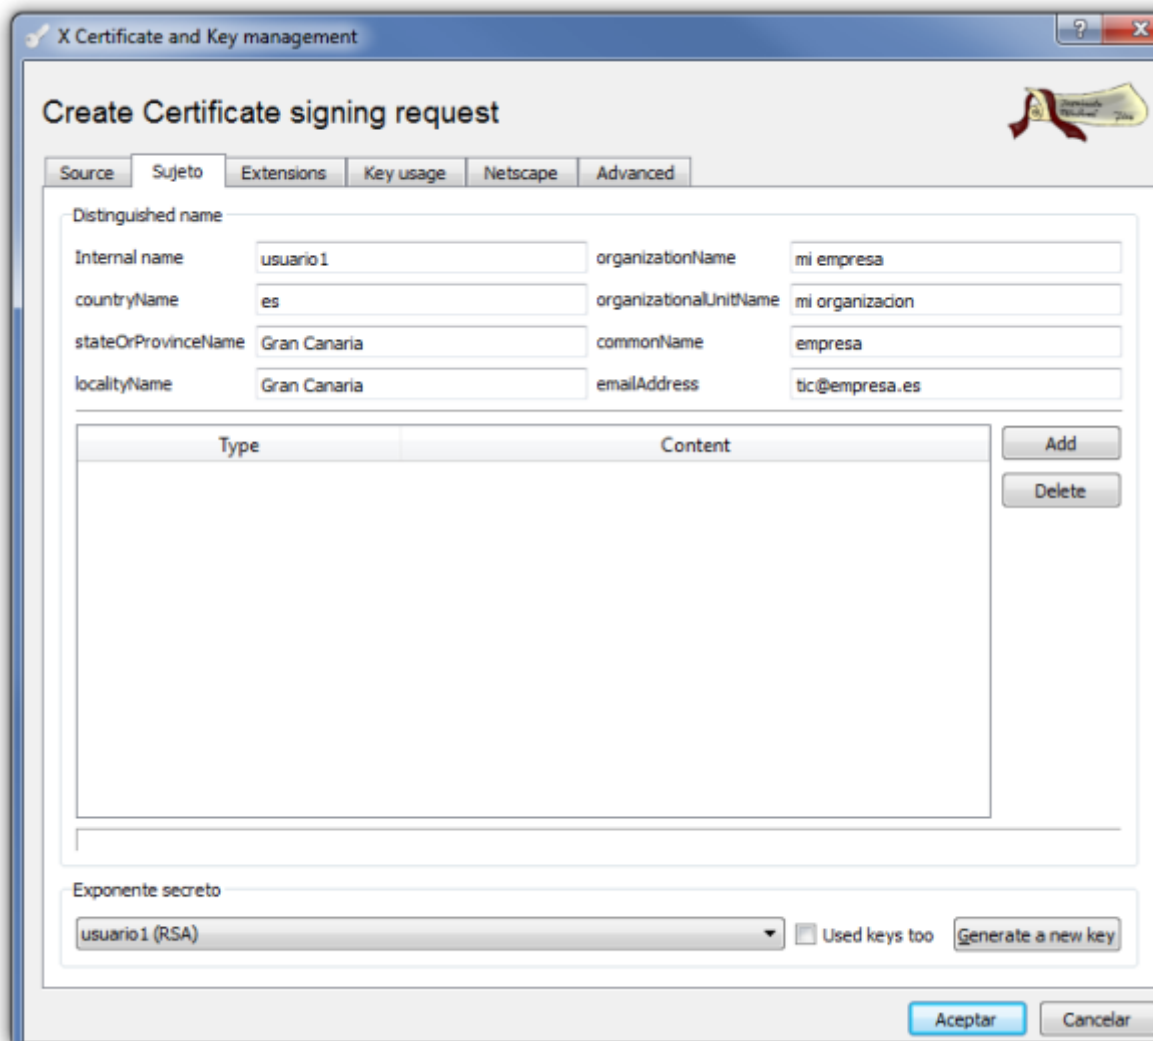 X Certificate and Key management
Create Certificate signing request
Source Sujeto Extensions Key usage Netscape Advanced
Distinguished name
Internal name usuario1 organizationName mi empresa
countryName es organizationalUnitName mi organizacion
stateOrProvinceName Gran Canaria commonName empresa
localityName Gran Canaria emailAddress tic@empresa.es
Type Content Add
Delete
Exponente secreto
usuario1 (RSA) Used keys too Generate a new key
Aceptar Cancelar